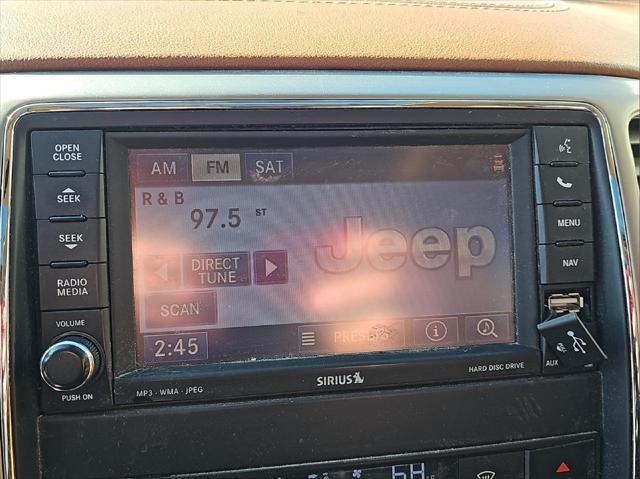 OPEN
CLOSE
SEEK
SEEK
RADIO
MEDIA
VOLUME
PUSH ON
AM FM SAT
R & B
97.5 ST
DIRECT
TUNE
SCAN
2:45
PRESETS
Jeep
MENU
NAV
AUX
MP3 · WMA · JPEG
SIRIUS
HARD DISC DRIVE